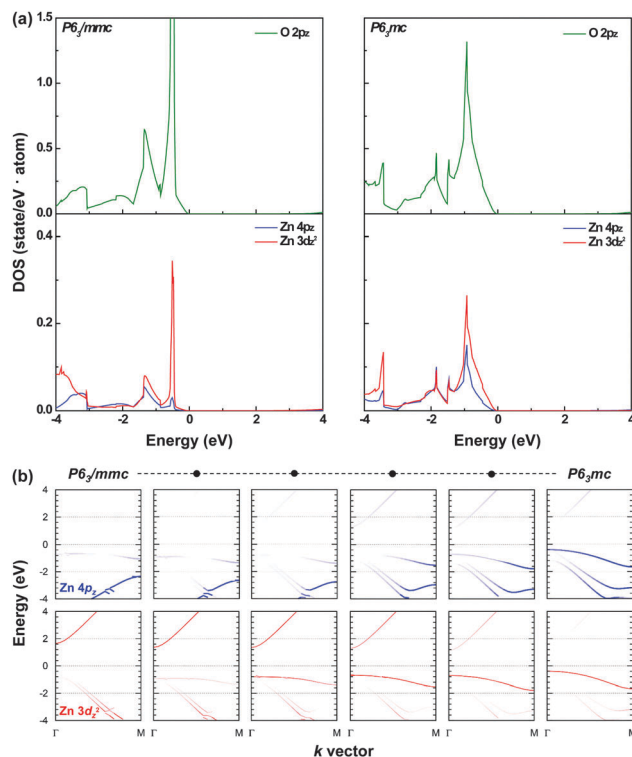 (a)
P6₃/mmc
O 2pz
P6₃mc
O 2pz
1.5
1.0
0.5
0.0
Zn 4pz
Zn 3dz²
Zn 4pz
Zn 3dz²
0.4
0.2
0.0
DOS (state/eV · atom)
-4 -2 0 2 4
-4 -2 0 2 4
Energy (eV)
Energy (eV)
(b)
P6₃/mmc
P6₃mc
4
2
0
-2
-4
Zn 4pz
4
2
0
-2
-4
Zn 3dz²
Energy (eV)
Γ M Γ M Γ M Γ M Γ M Γ M
k vector